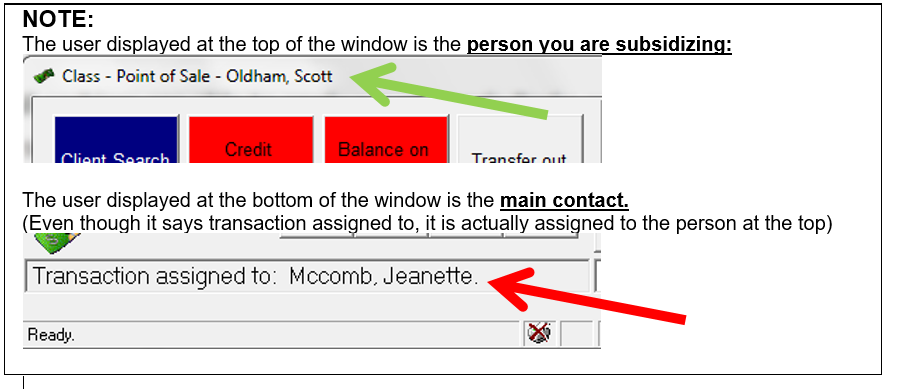 NOTE:
The user displayed at the top of the window is the person you are subsidizing:
Class - Point of Sale - Oldham, Scott
Client Search
Credit
Balance on
Transfer out
The user displayed at the bottom of the window is the main contact.
(Even though it says transaction assigned to, it is actually assigned to the person at the top)
Transaction assigned to: Mccomb, Jeanette.
Ready.